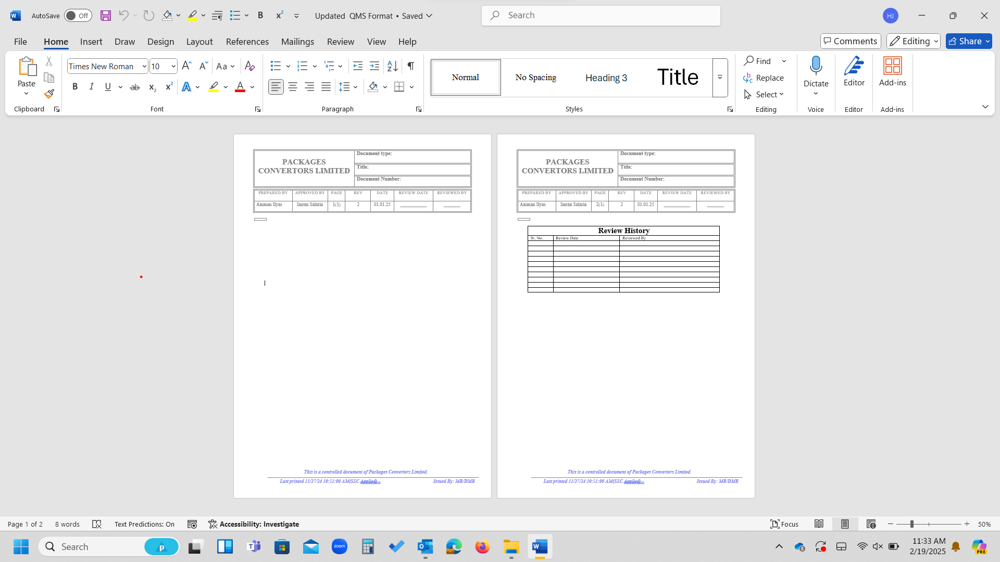 AutoSave Off Updated QMS Format • Saved Search HJ
File Home Insert Draw Design Layout References Mailings Review View Help Comments Editing Share
Times New Roman 10 Aa
Paste
B I U ab x₂ x² A A
Normal No Spacing Heading 3 Title
Find
Replace
Select
Dictate Editor Add-ins
Clipboard Font Paragraph Styles Editing Voice Editor Add-ins
PACKAGES
CONVERTORS LIMITED
Document type:
Title:
Document Number:
PREPARED BY APPROVED BY PAGE REV DATE REVIEW DATE REVIEWED BY
Amman Ilyas Imran Salaria 1(1) 2 01.01.25
This is a controlled document of Packages Convertors Limited.
Last printed 11/27/24 10:51:00 AM(SSC Applied) Issued By: MR/DMR
PACKAGES
CONVERTORS LIMITED
Document type:
Title:
Document Number:
PREPARED BY APPROVED BY PAGE REV DATE REVIEW DATE REVIEWED BY
Amman Ilyas Imran Salaria 2(1) 2 01.01.25
Review History
Sr. No. Review Date Reviewed By
This is a controlled document of Packages Convertors Limited.
Last printed 11/27/24 10:51:00 AM(SSC Applied) Issued By: MR/DMR
Page 1 of 2 8 words Text Predictions: On Accessibility: Investigate Focus 50%
Search zoom 11:33 AM
2/19/2025 PRE